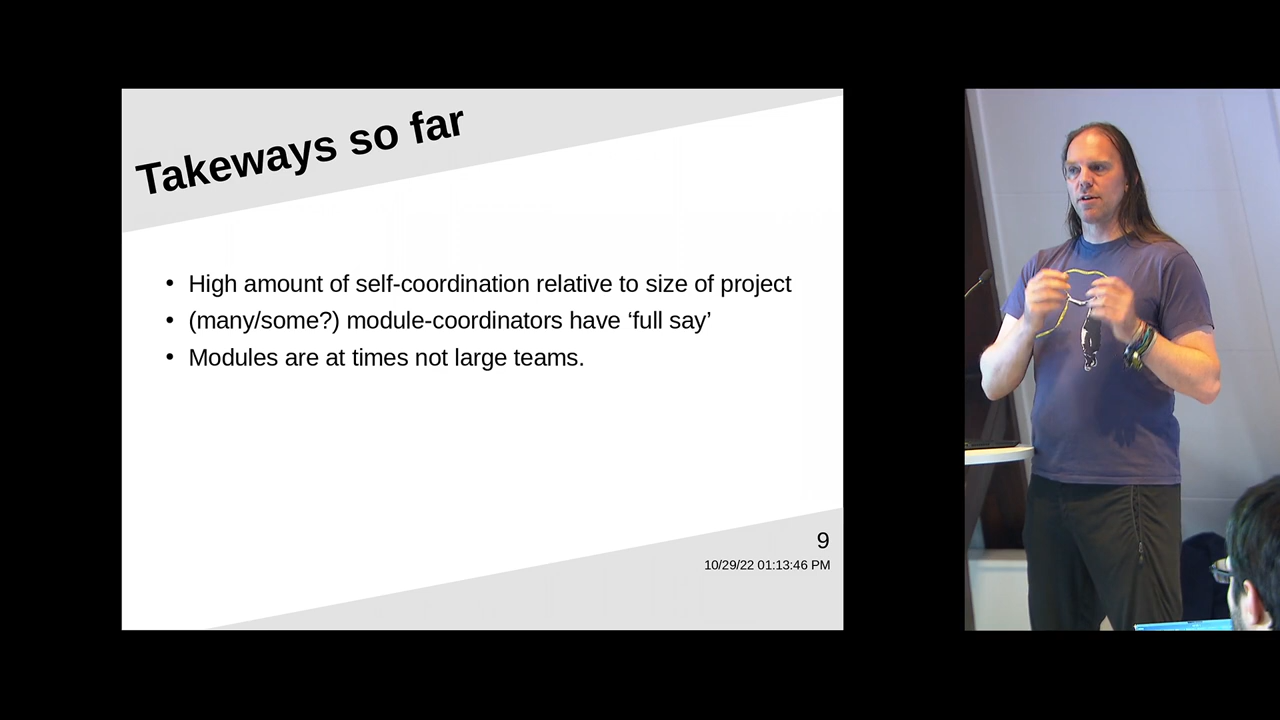 Takeways so far
• High amount of self-coordination relative to size of project
• (many/some?) module-coordinators have ‘full say’
• Modules are at times not large teams.
9
10/29/22 01:13:46 PM